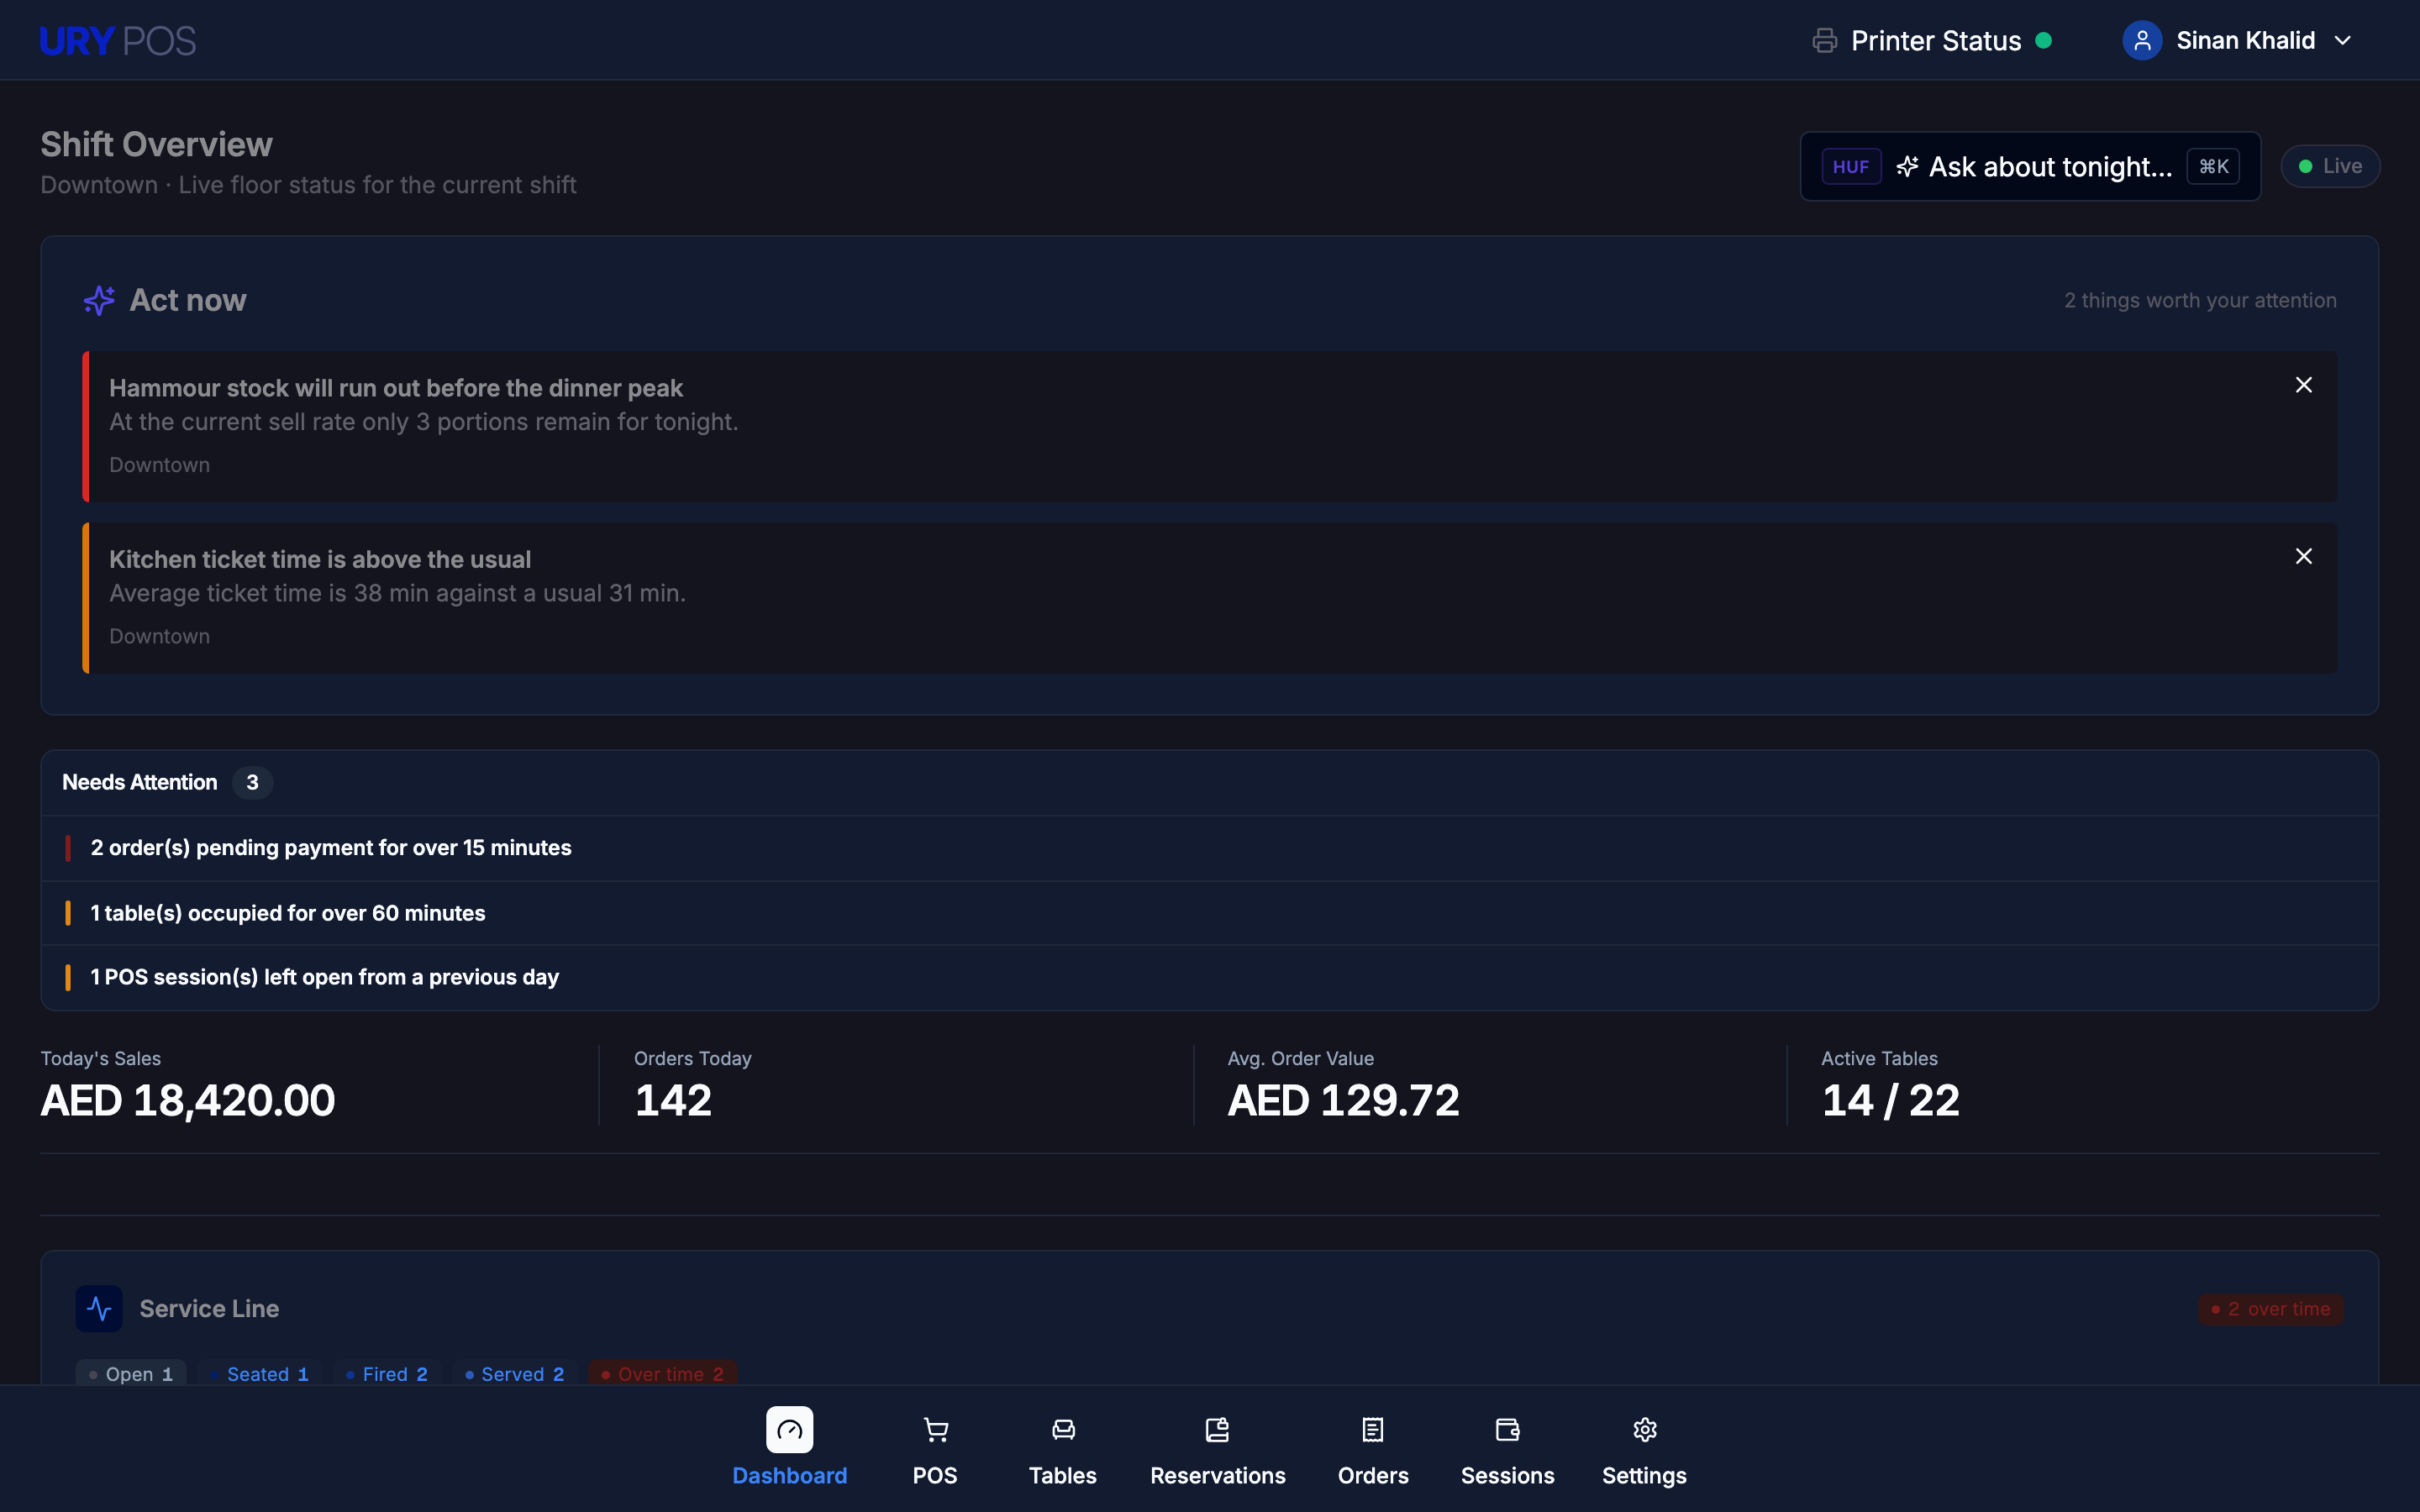 URY POS
Printer Status
Sinan Khalid
Shift Overview
Downtown · Live floor status for the current shift
HUF Ask about tonight... ⌘K
Live
Act now
2 things worth your attention
Hammour stock will run out before the dinner peak
At the current sell rate only 3 portions remain for tonight.
Downtown
Kitchen ticket time is above the usual
Average ticket time is 38 min against a usual 31 min.
Downtown
Needs Attention 3
2 order(s) pending payment for over 15 minutes
1 table(s) occupied for over 60 minutes
1 POS session(s) left open from a previous day
Today's Sales
AED 18,420.00
Orders Today
142
Avg. Order Value
AED 129.72
Active Tables
14 / 22
Service Line
2 over time
Open 1
Seated 1
Fired 2
Served 2
Over time 2
Dashboard
POS
Tables
Reservations
Orders
Sessions
Settings